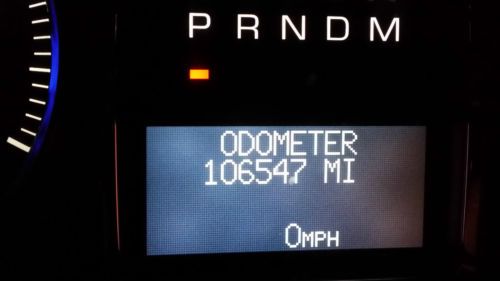 P R N D M
ODOMETER
106547 MI
0MPH